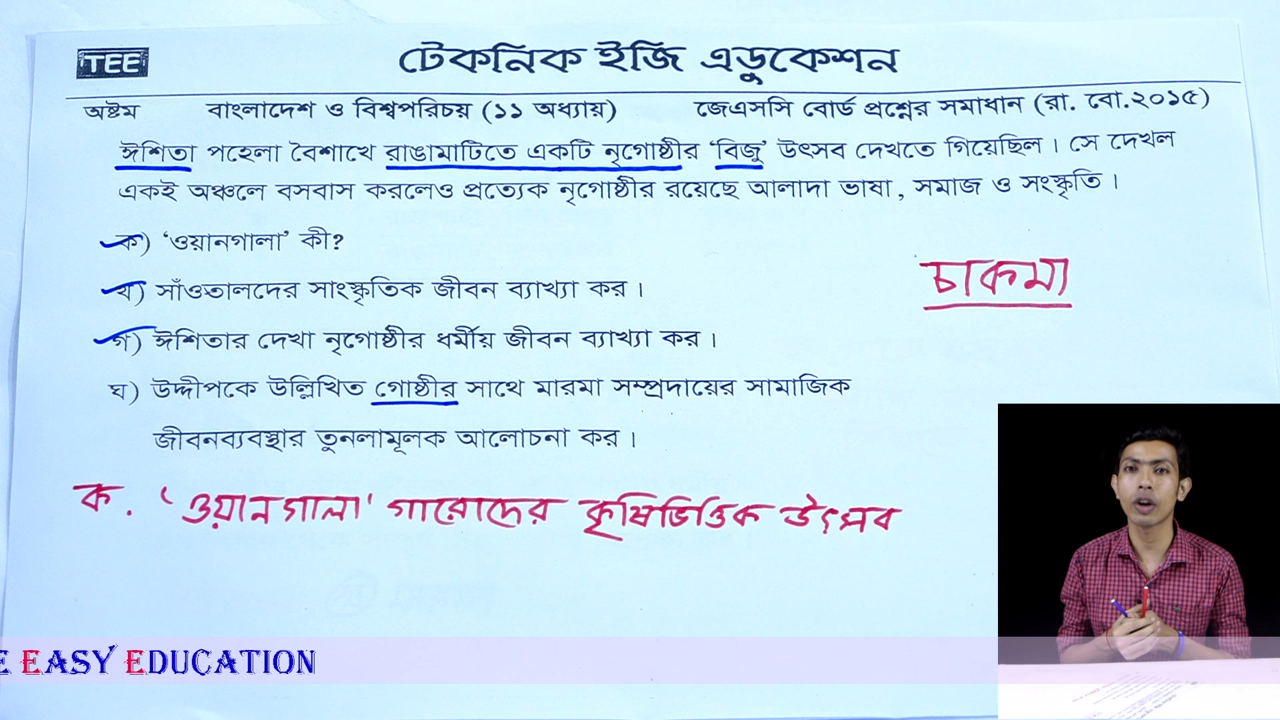 TEE
টেকনিক ইজি এডুকেশন
অষ্টম বাংলাদেশ ও বিশ্বপরিচয় (১১ অধ্যায়) জেএসসি বোর্ড প্রশ্নের সমাধান (রা. বো.২০১৫)
ঈশিতা পহেলা বৈশাখে রাঙামাটিতে একটি নৃগোষ্ঠীর ‘বিজু’ উৎসব দেখতে গিয়েছিল। সে দেখল
একই অঞ্চলে বসবাস করলেও প্রত্যেক নৃগোষ্ঠীর রয়েছে আলাদা ভাষা, সমাজ ও সংস্কৃতি।
ক) ‘ওয়ানগালা’ কী?
চাকমা
খ) সাঁওতালদের সাংস্কৃতিক জীবন ব্যাখ্যা কর।
গ) ঈশিতার দেখা নৃগোষ্ঠীর ধর্মীয় জীবন ব্যাখ্যা কর।
ঘ) উদ্দীপকে উল্লিখিত গোষ্ঠীর সাথে মারমা সম্প্রদায়ের সামাজিক
জীবনব্যবস্থার তুনলামূলক আলোচনা কর।
ক. ‘ওয়ানগালা’ গারোদের কৃষিভিত্তিক উৎসব
E EASY EDUCATION